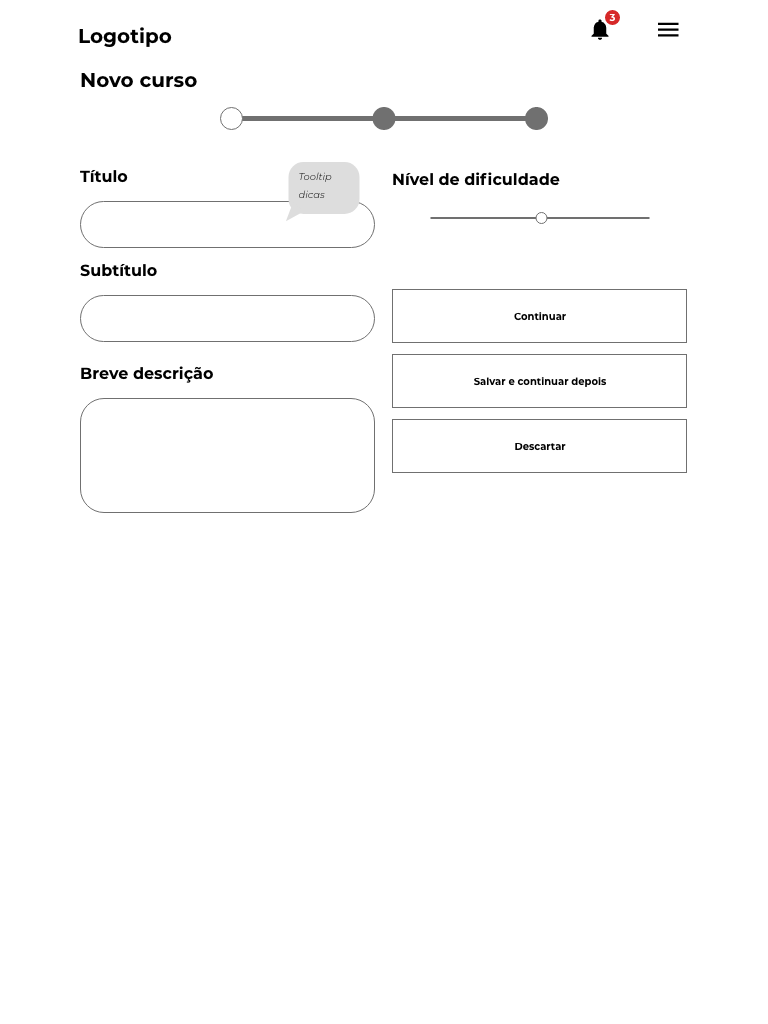 Logotipo
3
Novo curso
Título
Tooltip
dicas
Subtítulo
Breve descrição
Nível de dificuldade
Continuar
Salvar e continuar depois
Descartar